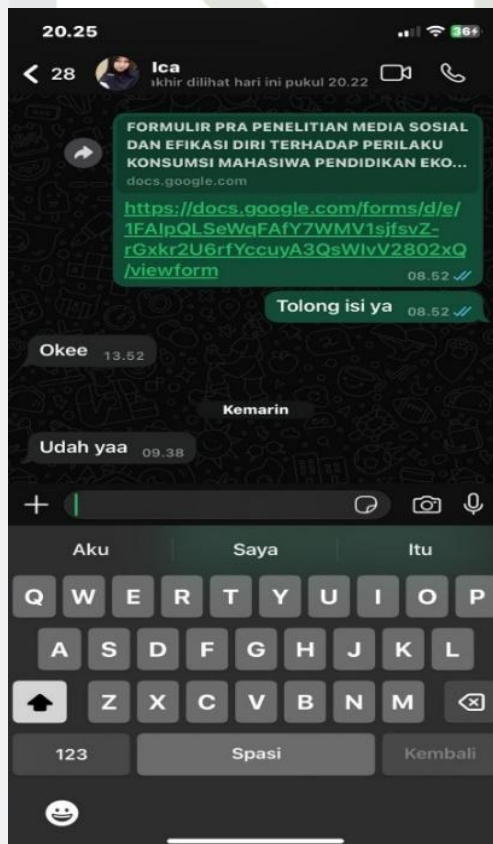 20.25
36
28
Ica
akhir dilihat hari ini pukul 20.22
FORMULIR PRA PENELITIAN MEDIA SOSIAL
DAN EFIKASI DIRI TERHADAP PERILAKU
KONSUMSI MAHASIWA PENDIDIKAN EKO...
docs.google.com
https://docs.google.com/forms/d/e/
1FAIpQLSeWqFAfY7WMV1sjfsvZ-
rGxkr2U6rfYccuyA3QsWIvV2802xQ
/viewform
08.52
Tolong isi ya 08.52
Okee 13.52
Kemarin
Udah yaa 09.38
Aku Saya Itu
Q W E R T Y U I O P
A S D F G H J K L
Z X C V B N M
123 Spasi Kembali